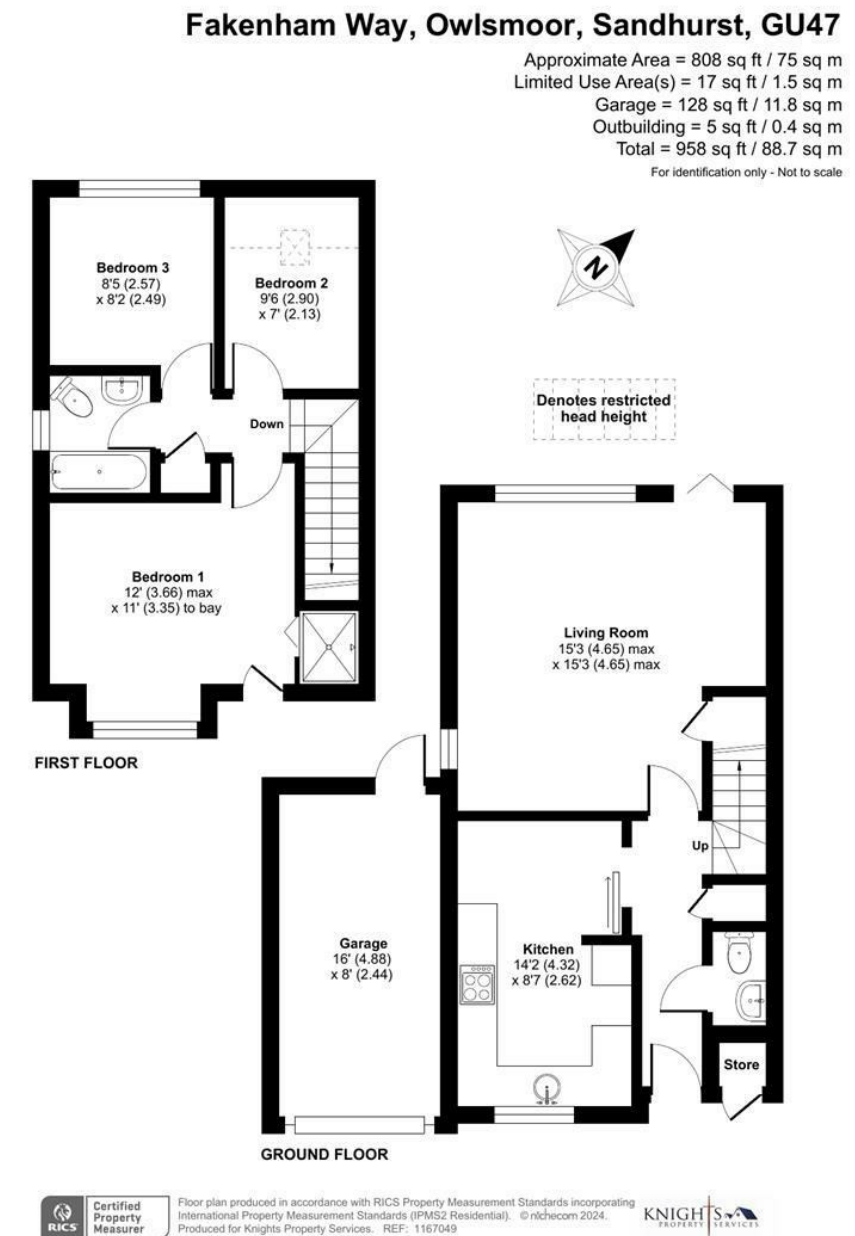 Fakenham Way, Owlsmoor, Sandhurst, GU47
Approximate Area = 808 sq ft / 75 sq m
Limited Use Area(s) = 17 sq ft / 1.5 sq m
Garage = 128 sq ft / 11.8 sq m
Outbuilding = 5 sq ft / 0.4 sq m
Total = 958 sq ft / 88.7 sq m
For identification only - Not to scale
Bedroom 3
8'5 (2.57)
x 8'2 (2.49)
Bedroom 2
9'6 (2.90)
x 7' (2.13)
N
Denotes restricted
head height
Down
Bedroom 1
12' (3.66) max
x 11' (3.35) to bay
FIRST FLOOR
Living Room
15'3 (4.65) max
x 15'3 (4.65) max
Up
Garage
16' (4.88)
x 8' (2.44)
Kitchen
14'2 (4.32)
x 8'7 (2.62)
Store
GROUND FLOOR
RICS
Certified
Property
Measurer
Floor plan produced in accordance with RICS Property Measurement Standards incorporating
International Property Measurement Standards (IPMS2 Residential). © nichecom 2024.
Produced for Knights Property Services. REF: 1167049
KNIGHTS
PROPERTY SERVICES